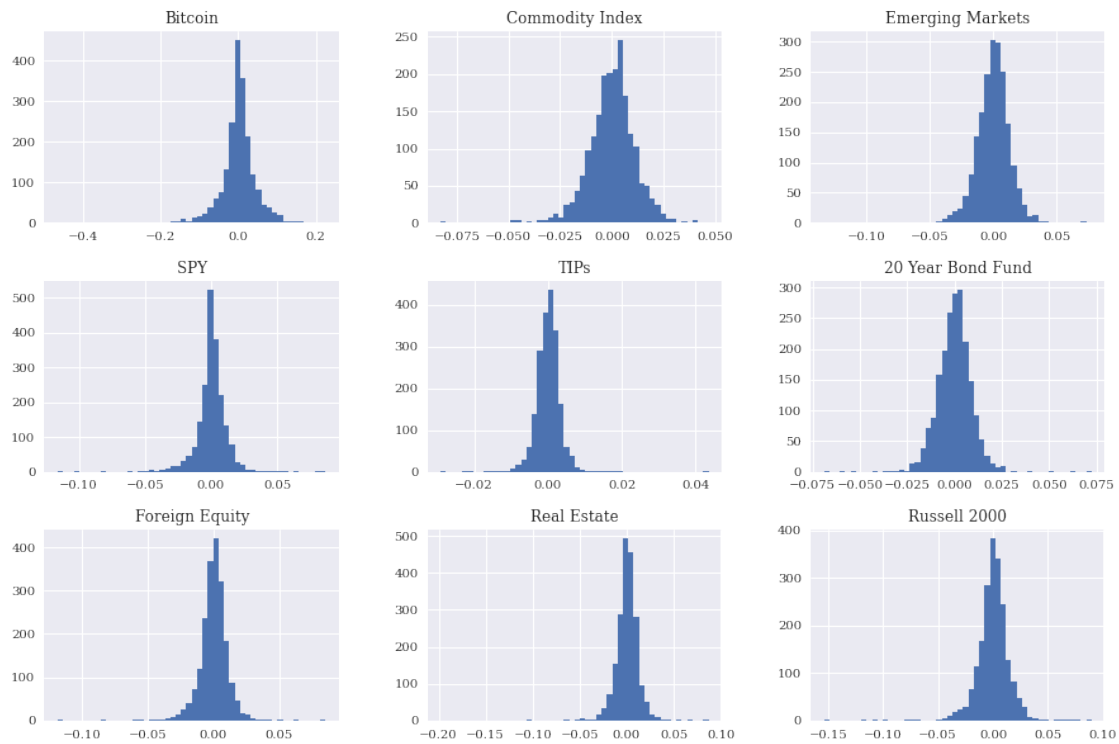 Bitcoin
400
300
200
100
0
−0.4 −0.2 0.0 0.2
Commodity Index
250
200
150
100
50
0
−0.075 −0.050 −0.025 0.000 0.025 0.050
Emerging Markets
300
250
200
150
100
50
0
−0.10 −0.05 0.00 0.05
SPY
500
400
300
200
100
0
−0.10 −0.05 0.00 0.05
TIPs
400
300
200
100
0
−0.02 0.00 0.02 0.04
20 Year Bond Fund
300
250
200
150
100
50
0
−0.075 −0.050 −0.025 0.000 0.025 0.050 0.075
Foreign Equity
400
300
200
100
0
−0.10 −0.05 0.00 0.05
Real Estate
500
400
300
200
100
0
−0.20 −0.15 −0.10 −0.05 0.00 0.05 0.10
Russell 2000
400
300
200
100
0
−0.15 −0.10 −0.05 0.00 0.05 0.10